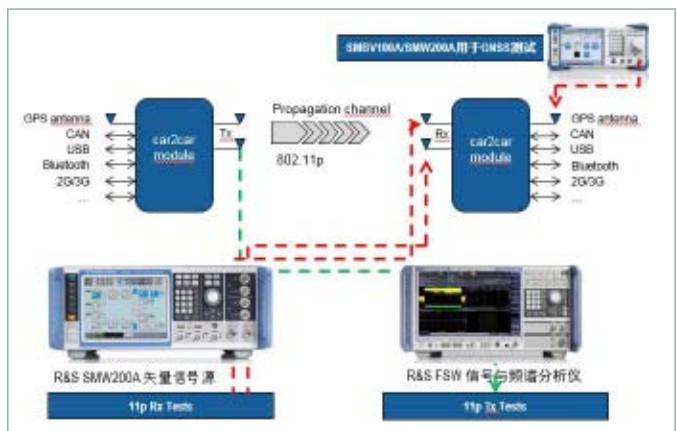 SMBV100A/SMW200A用于GNSS测试
GPS antenna
CAN
USB
Bluetooth
2G/3G
...
car2car
module
Tx
Propagation channel
802.11p
Rx
car2car
module
GPS antenna
CAN
USB
Bluetooth
2G/3G
...
R&S SMW200A 矢量信号源
R&S FSW 信号与频谱分析仪
11p Rx Tests
11p Tx Tests